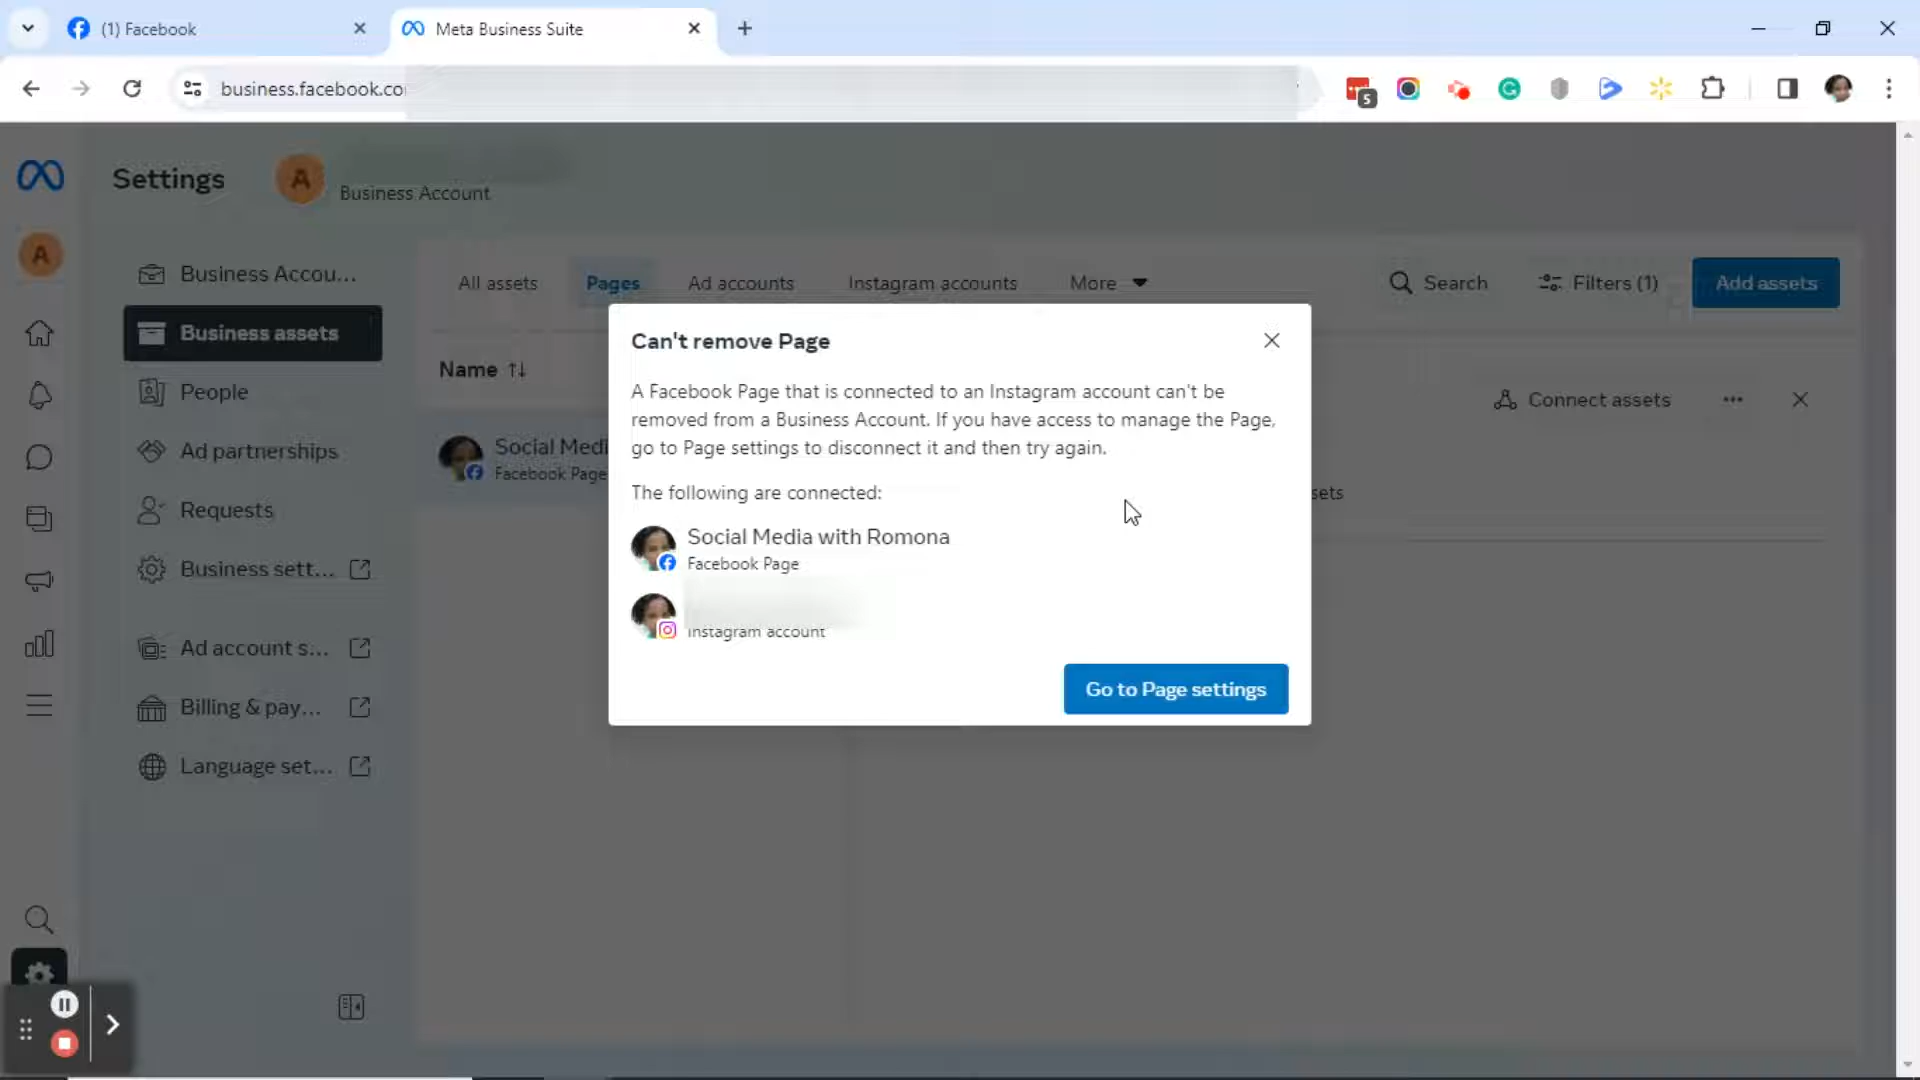 (1) Facebook
Meta Business Suite
business.facebook.co
5
Settings
A
Business Account
A
Business Accou...
Business assets
People
Ad partnerships
Requests
Business sett...
Ad account s...
Billing & pay...
Language set...
All assets
Pages
Ad accounts
Instagram accounts
More
Search
Filters (1)
Add assets
Name
Connect assets
Social Medi
Facebook Page
sets
Can't remove Page
A Facebook Page that is connected to an Instagram account can't be
removed from a Business Account. If you have access to manage the Page,
go to Page settings to disconnect it and then try again.
The following are connected:
Social Media with Romona
Facebook Page
Instagram account
Go to Page settings